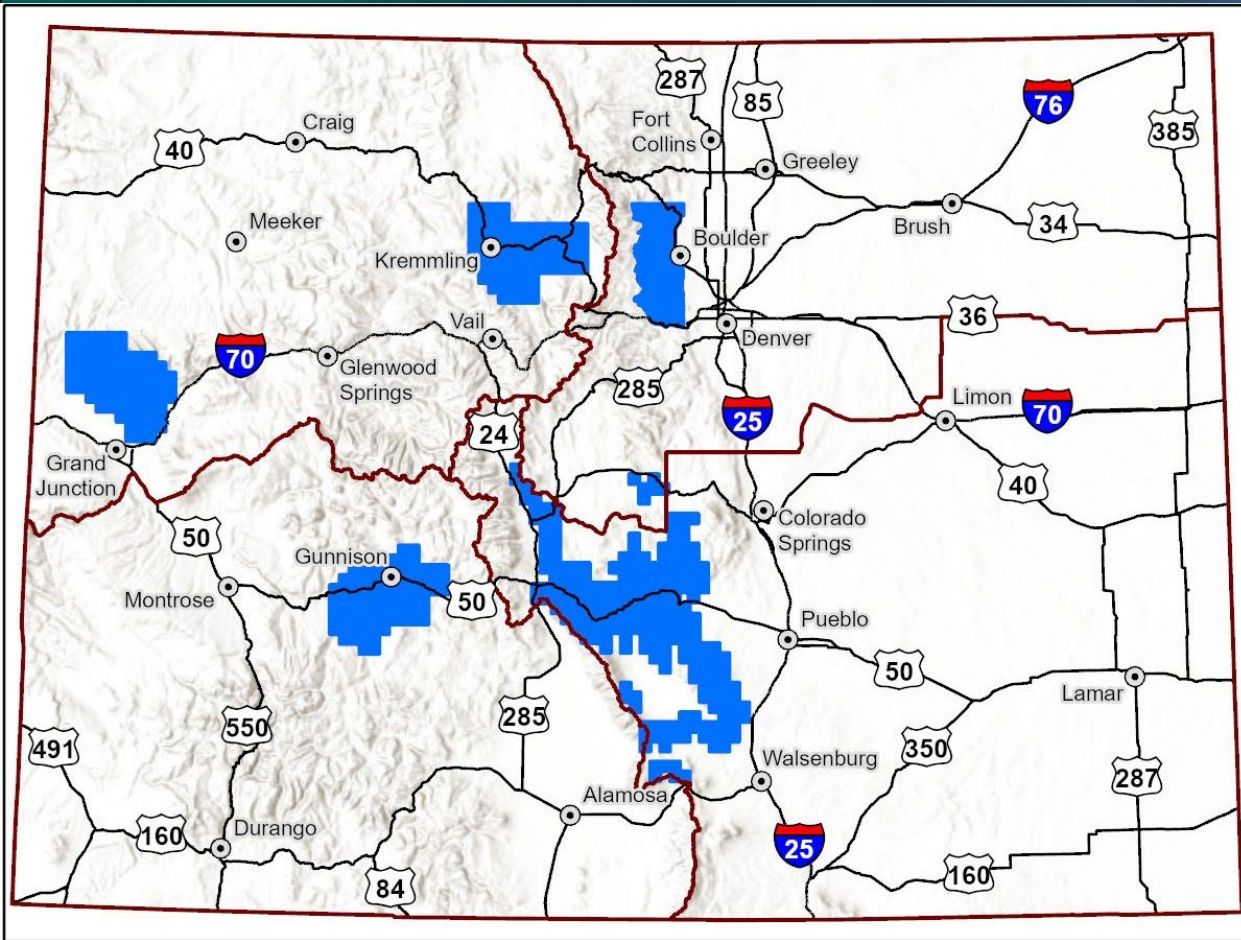 287
85
76
Fort
Collins
385
Craig
40
Greeley
Meeker
Brush
34
Boulder
Kremmling
Vail
36
Denver
70
Glenwood
Springs
285
25
Limon
70
24
Grand
Junction
40
Colorado
Springs
50
Gunnison
Montrose
50
Pueblo
50
Lamar
285
550
491
350
Walsenburg
287
Alamosa
160
Durango
25
160
84